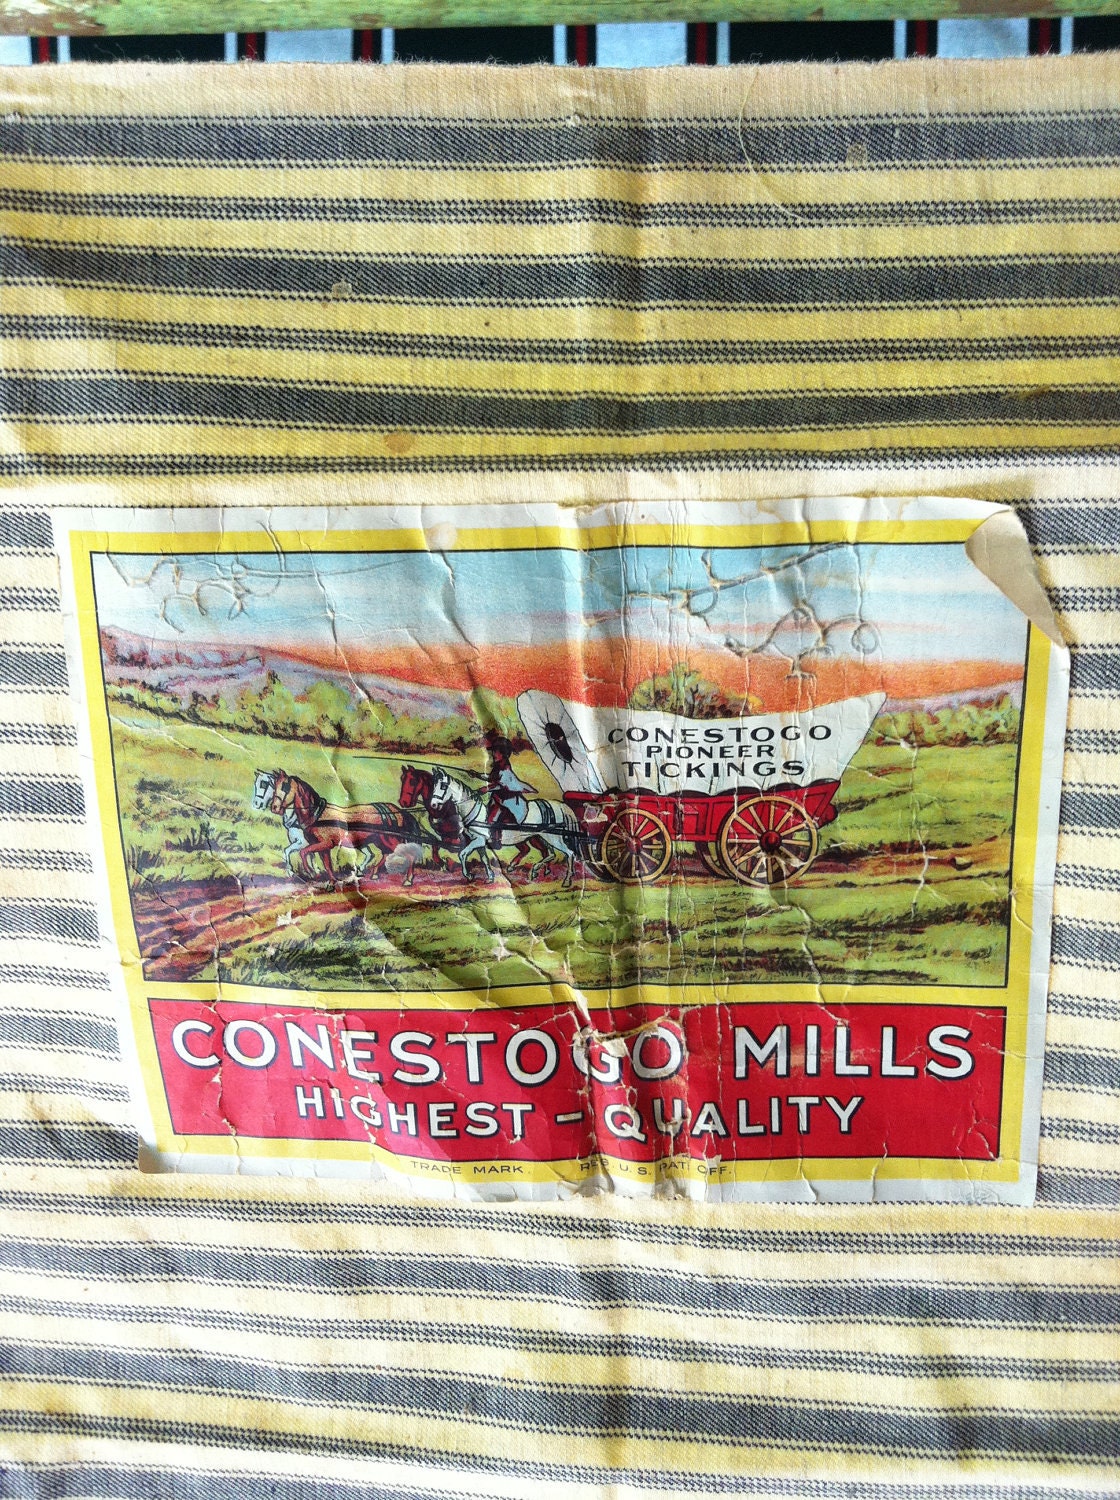 CONESTOGO
PIONEER
TICKINGS
CONESTOGO MILLS
HIGHEST - QUALITY
TRADE MARK. REG. U.S. PAT. OFF.